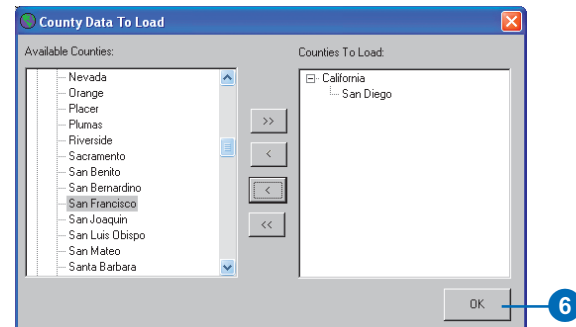 County Data To Load
Available Counties:
Nevada
Orange
Placer
Plumas
Riverside
Sacramento
San Benito
San Bernardino
San Francisco
San Joaquin
San Luis Obispo
San Mateo
Santa Barbara
>>
<
<
<<
Counties To Load:
California
San Diego
OK
6